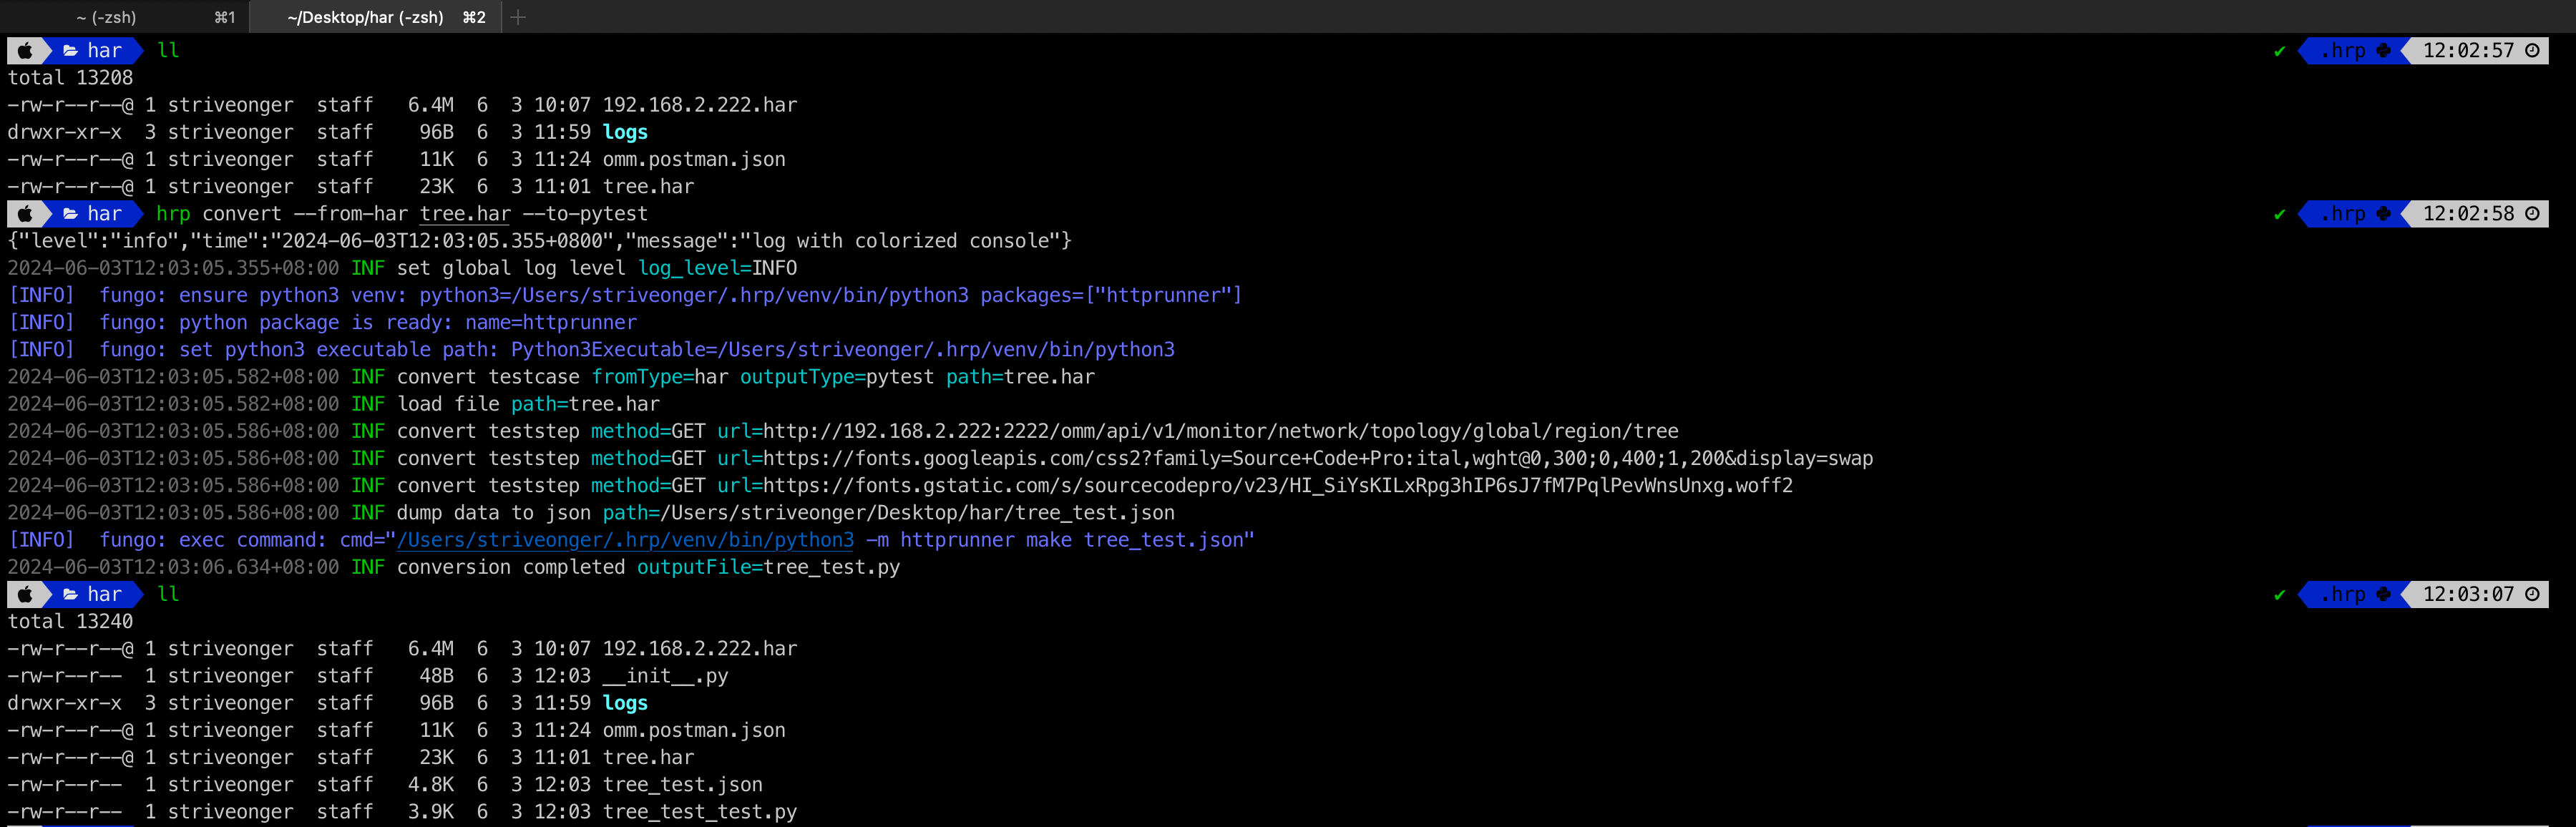 ~ (-zsh) ⌘1 ~/Desktop/har (-zsh) ⌘2 +
har ll ✔ .hrp 12:02:57
total 13208
-rw-r--r--@ 1 striveonger  staff   6.4M  6  3 10:07 192.168.2.222.har
drwxr-xr-x  3 striveonger  staff    96B  6  3 11:59 logs
-rw-r--r--@ 1 striveonger  staff    11K  6  3 11:24 omm.postman.json
-rw-r--r--@ 1 striveonger  staff    23K  6  3 11:01 tree.har
har hrp convert --from-har tree.har --to-pytest ✔ .hrp 12:02:58
{"level":"info","time":"2024-06-03T12:03:05.355+0800","message":"log with colorized console"}
2024-06-03T12:03:05.355+08:00 INF set global log level log_level=INFO
[INFO]  fungo: ensure python3 venv: python3=/Users/striveonger/.hrp/venv/bin/python3 packages=["httprunner"]
[INFO]  fungo: python package is ready: name=httprunner
[INFO]  fungo: set python3 executable path: Python3Executable=/Users/striveonger/.hrp/venv/bin/python3
2024-06-03T12:03:05.582+08:00 INF convert testcase fromType=har outputType=pytest path=tree.har
2024-06-03T12:03:05.582+08:00 INF load file path=tree.har
2024-06-03T12:03:05.586+08:00 INF convert teststep method=GET url=http://192.168.2.222:2222/omm/api/v1/monitor/network/topology/global/region/tree
2024-06-03T12:03:05.586+08:00 INF convert teststep method=GET url=https://fonts.googleapis.com/css2?family=Source+Code+Pro:ital,wght@0,300;0,400;1,200&display=swap
2024-06-03T12:03:05.586+08:00 INF convert teststep method=GET url=https://fonts.gstatic.com/s/sourcecodepro/v23/HI_SiYsKILxRpg3hIP6sJ7fM7PqlPevWnsUnxg.woff2
2024-06-03T12:03:05.586+08:00 INF dump data to json path=/Users/striveonger/Desktop/har/tree_test.json
[INFO]  fungo: exec command: cmd="/Users/striveonger/.hrp/venv/bin/python3 -m httprunner make tree_test.json"
2024-06-03T12:03:06.634+08:00 INF conversion completed outputFile=tree_test.py
har ll ✔ .hrp 12:03:07
total 13240
-rw-r--r--@ 1 striveonger  staff   6.4M  6  3 10:07 192.168.2.222.har
-rw-r--r--  1 striveonger  staff    48B  6  3 12:03 __init__.py
drwxr-xr-x  3 striveonger  staff    96B  6  3 11:59 logs
-rw-r--r--@ 1 striveonger  staff    11K  6  3 11:24 omm.postman.json
-rw-r--r--@ 1 striveonger  staff    23K  6  3 11:01 tree.har
-rw-r--r--  1 striveonger  staff   4.8K  6  3 12:03 tree_test.json
-rw-r--r--  1 striveonger  staff   3.9K  6  3 12:03 tree_test_test.py